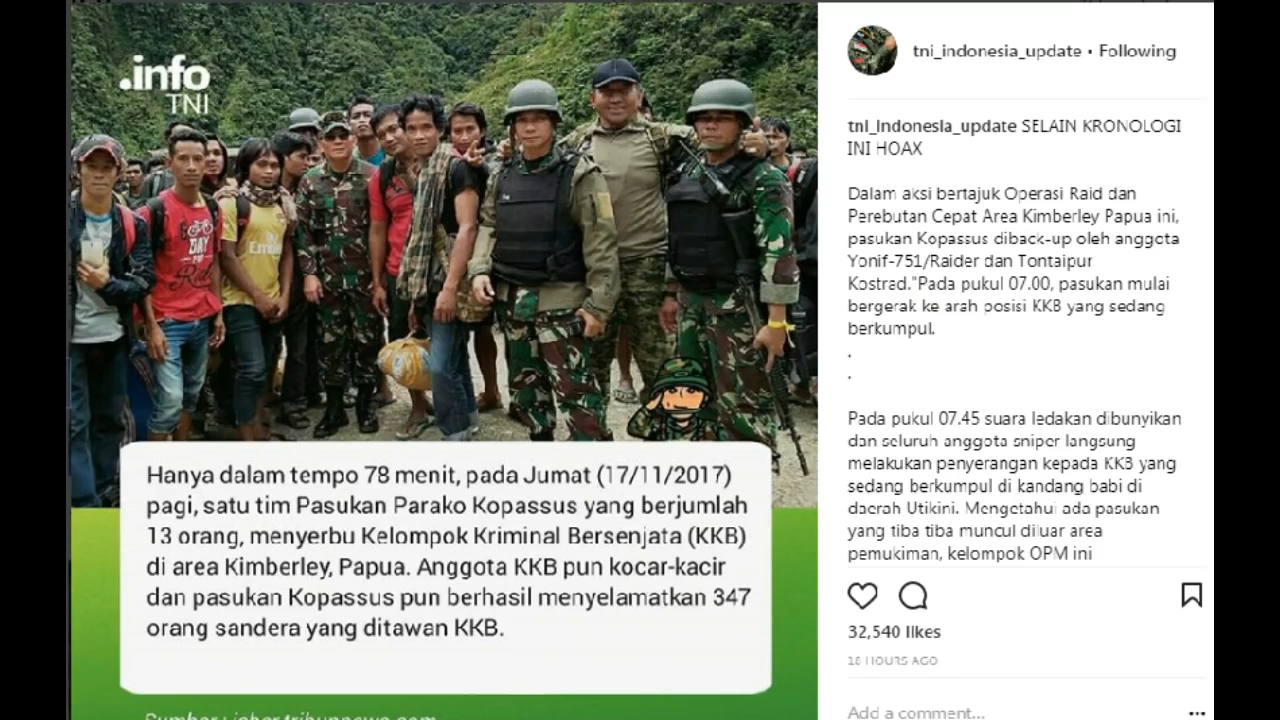 .info
TNI
DAY
Hanya dalam tempo 78 menit, pada Jumat (17/11/2017)
pagi, satu tim Pasukan Parako Kopassus yang berjumlah
13 orang, menyerbu Kelompok Kriminal Bersenjata (KKB)
di area Kimberley, Papua. Anggota KKB pun kocar-kacir
dan pasukan Kopassus pun berhasil menyelamatkan 347
orang sandera yang ditawan KKB.
tni_indonesia_update • Following
tni_indonesia_update SELAIN KRONOLOGI
INI HOAX
Dalam aksi bertajuk Operasi Raid dan
Perebutan Cepat Area Kimberley Papua ini,
pasukan Kopassus diback-up oleh anggota
Yonif-751/Raider dan Tontaipur
Kostrad."Pada pukul 07.00, pasukan mulai
bergerak ke arah posisi KKB yang sedang
berkumpul.
.
.
Pada pukul 07.45 suara ledakan dibunyikan
dan seluruh anggota sniper langsung
melakukan penyerangan kepada KKB yang
sedang berkumpul di kandang babi di
daerah Utikini. Mengetahui ada pasukan
yang tiba tiba muncul diluar area
pemukiman, kelompok OPM ini
32,540 likes
18 HOURS AGO
Add a comment...